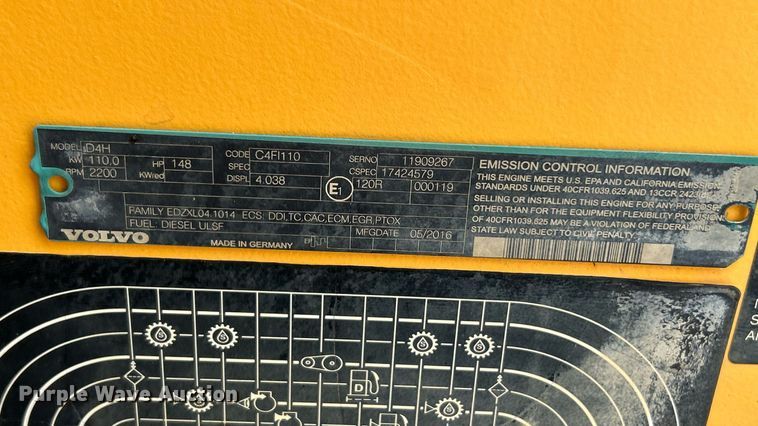 MODEL D4H
KW 110.0 HP 148
RPM 2200 KW/ed
CODE C4FI110
SPEC
DISPL 4.038
SERNO 11909267
CSPEC 17424579
E1 120R 000119
FAMILY EDZXL04.1014 ECS: DDI,TC,CAC,ECM,EGR,PTOX
FUEL: DIESEL ULSF
VOLVO
MADE IN GERMANY
MFGDATE 05/2016
EMISSION CONTROL INFORMATION
THIS ENGINE MEETS U.S. EPA AND CALIFORNIA EMISSION
STANDARDS UNDER 40CFR1039.625 AND 13CCR 2423
SELLING OR INSTALLING THIS ENGINE FOR ANY PURPOSE
OTHER THAN FOR THE EQUIPMENT FLEXIBILITY PROVISIONS
OF 40CFR1039.625 MAY BE A VIOLATION OF FEDERAL AND
STATE LAW SUBJECT TO CIVIL PENALTY.
D
Purple Wave Auction